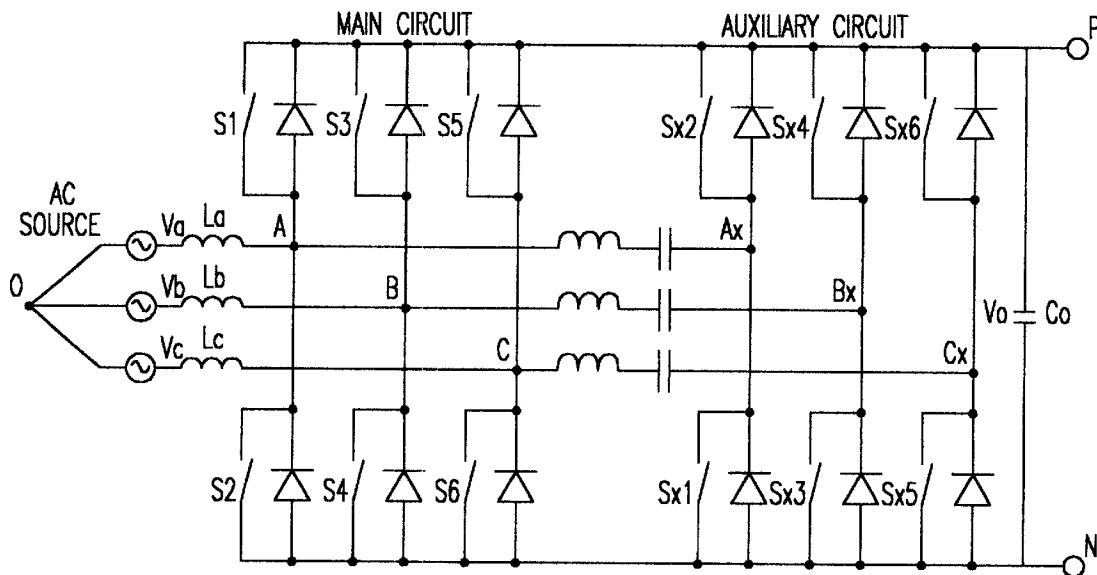 MAIN CIRCUIT
AUXILIARY CIRCUIT
P
S1
S3
S5
Sx2
Sx4
Sx6
AC
SOURCE
Va
La
A
Ax
O
Vb
Lb
B
Bx
Vo
Co
Vc
Lc
C
Cx
S2
S4
S6
Sx1
Sx3
Sx5
N